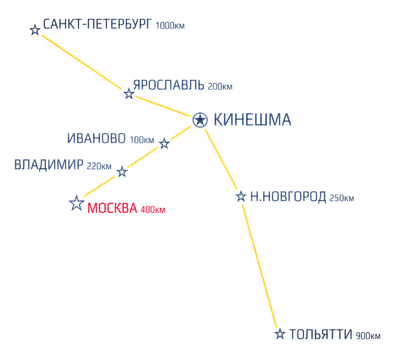 САНКТ-ПЕТЕРБУРГ 1000км
ЯРОСЛАВЛЬ 200км
КИНЕШМА
ИВАНОВО 100км
ВЛАДИМИР 220км
МОСКВА 400км
Н.НОВГОРОД 250км
ТОЛЬЯТТИ 900км